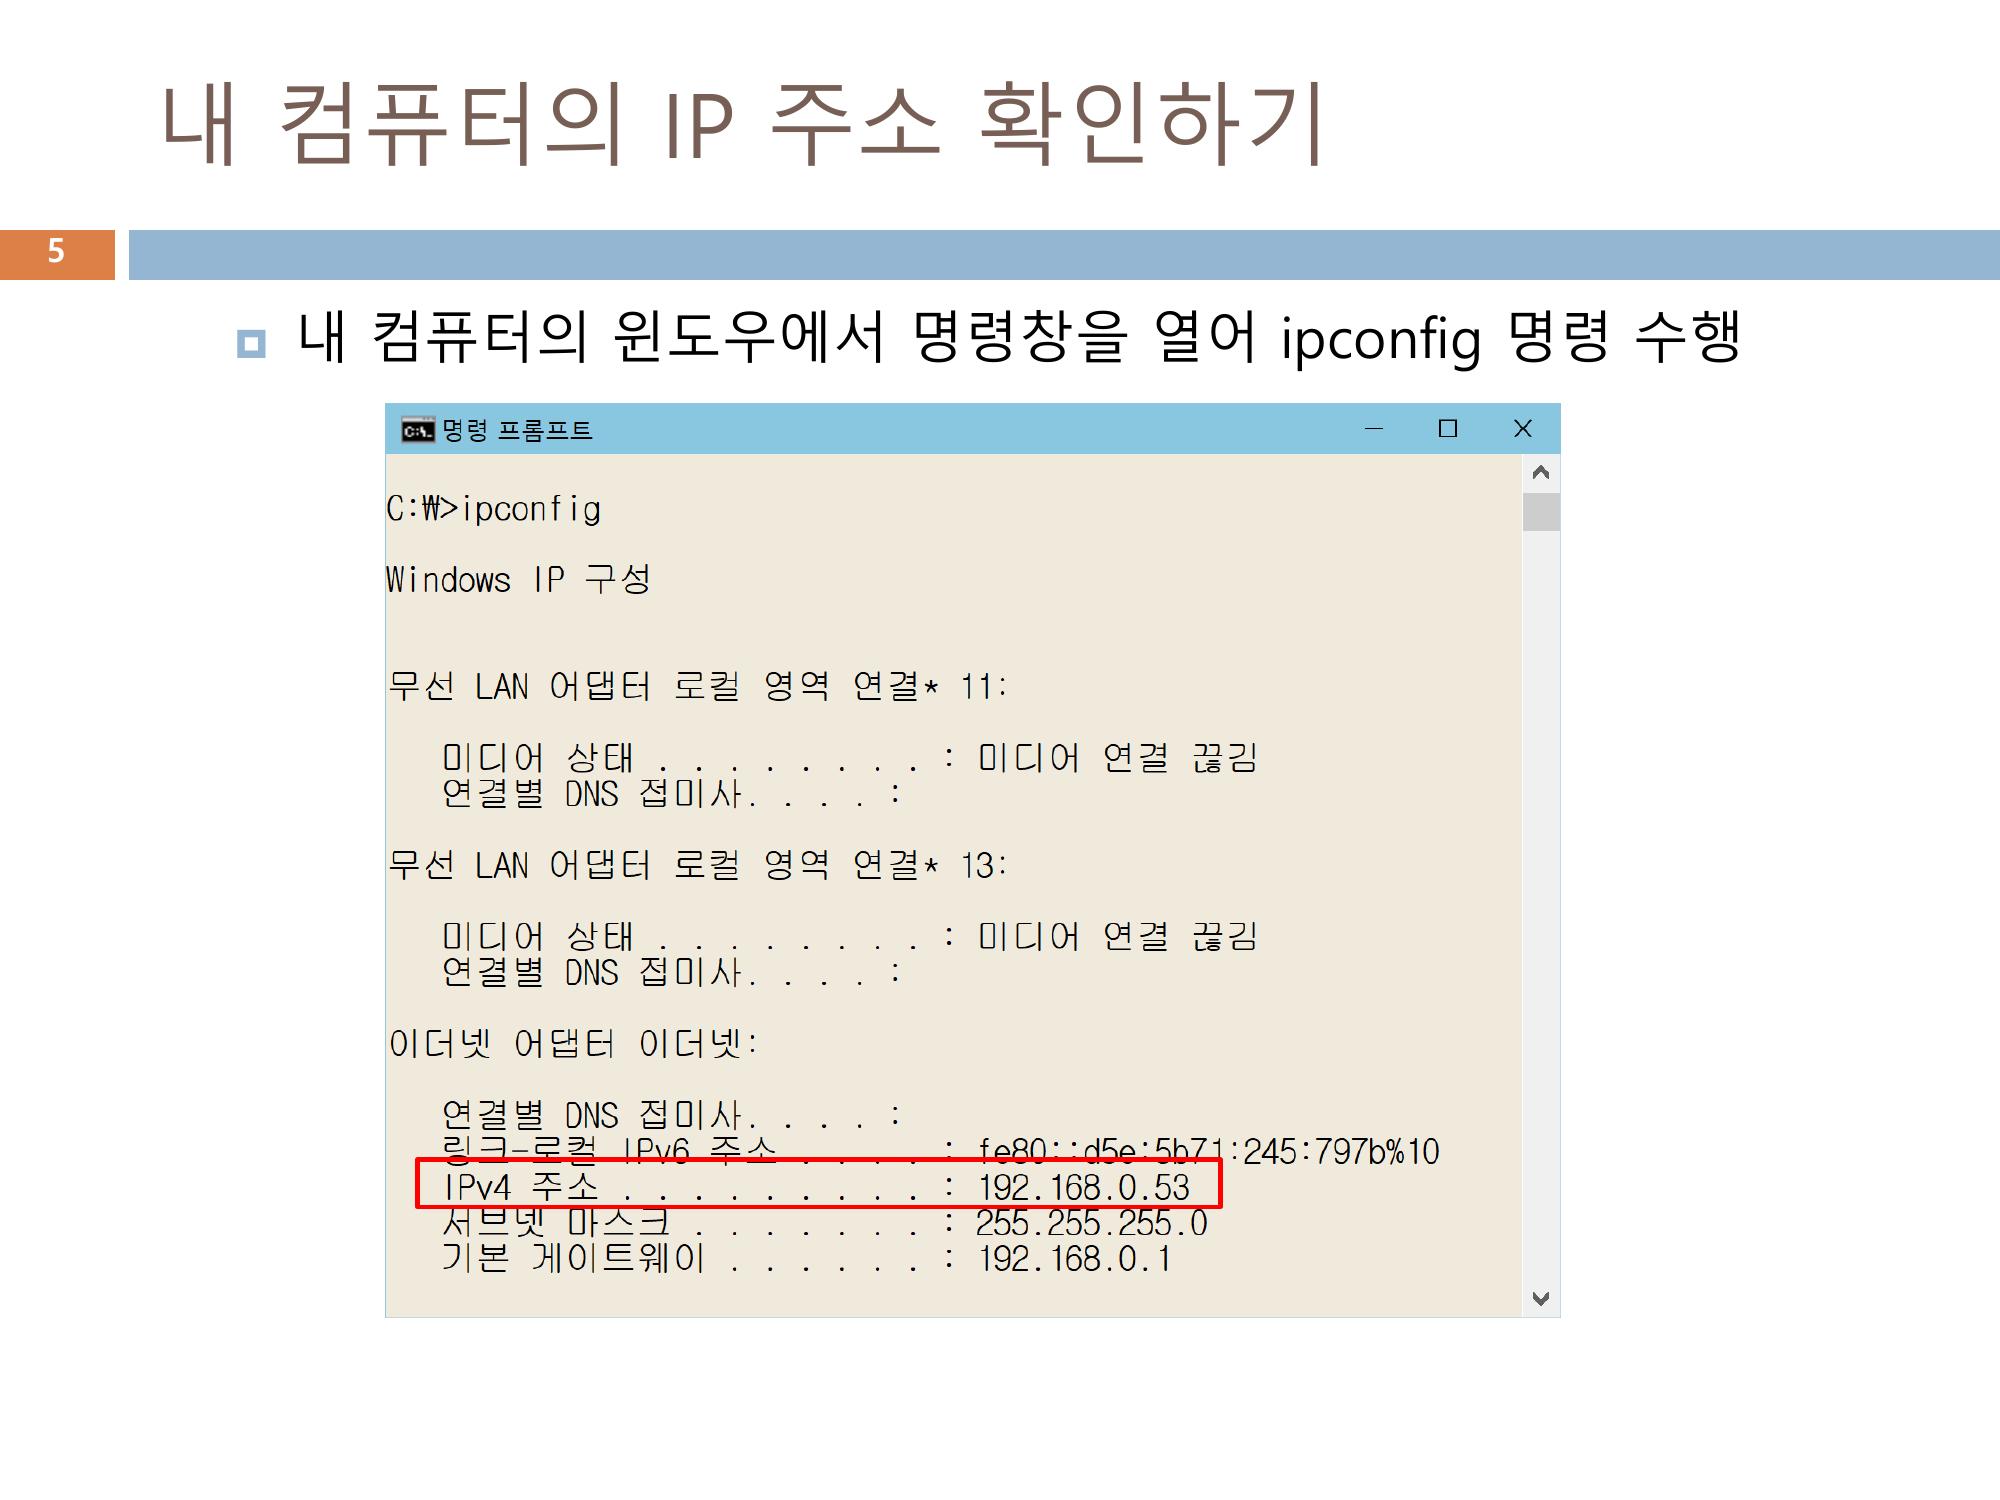 내 컴퓨터의 IP 주소 확인하기
5
내 컴퓨터의 윈도우에서 명령창을 열어 ipconfig 명령 수행
명령 프롬프트
C:₩>ipconfig
Windows IP 구성
무선 LAN 어댑터 로컬 영역 연결* 11:
미디어 상태 . . . . . . . . : 미디어 연결 끊김
연결별 DNS 접미사. . . . :
무선 LAN 어댑터 로컬 영역 연결* 13:
미디어 상태 . . . . . . . . : 미디어 연결 끊김
연결별 DNS 접미사. . . . :
이더넷 어댑터 이더넷:
연결별 DNS 접미사. . . . :
링크-로컬 IPv6 주소 . . . . : fe80::d5e:5b71:245:797b%10
IPv4 주소 . . . . . . . . . : 192.168.0.53
서브넷 마스크 . . . . . . . : 255.255.255.0
기본 게이트웨이 . . . . . . : 192.168.0.1